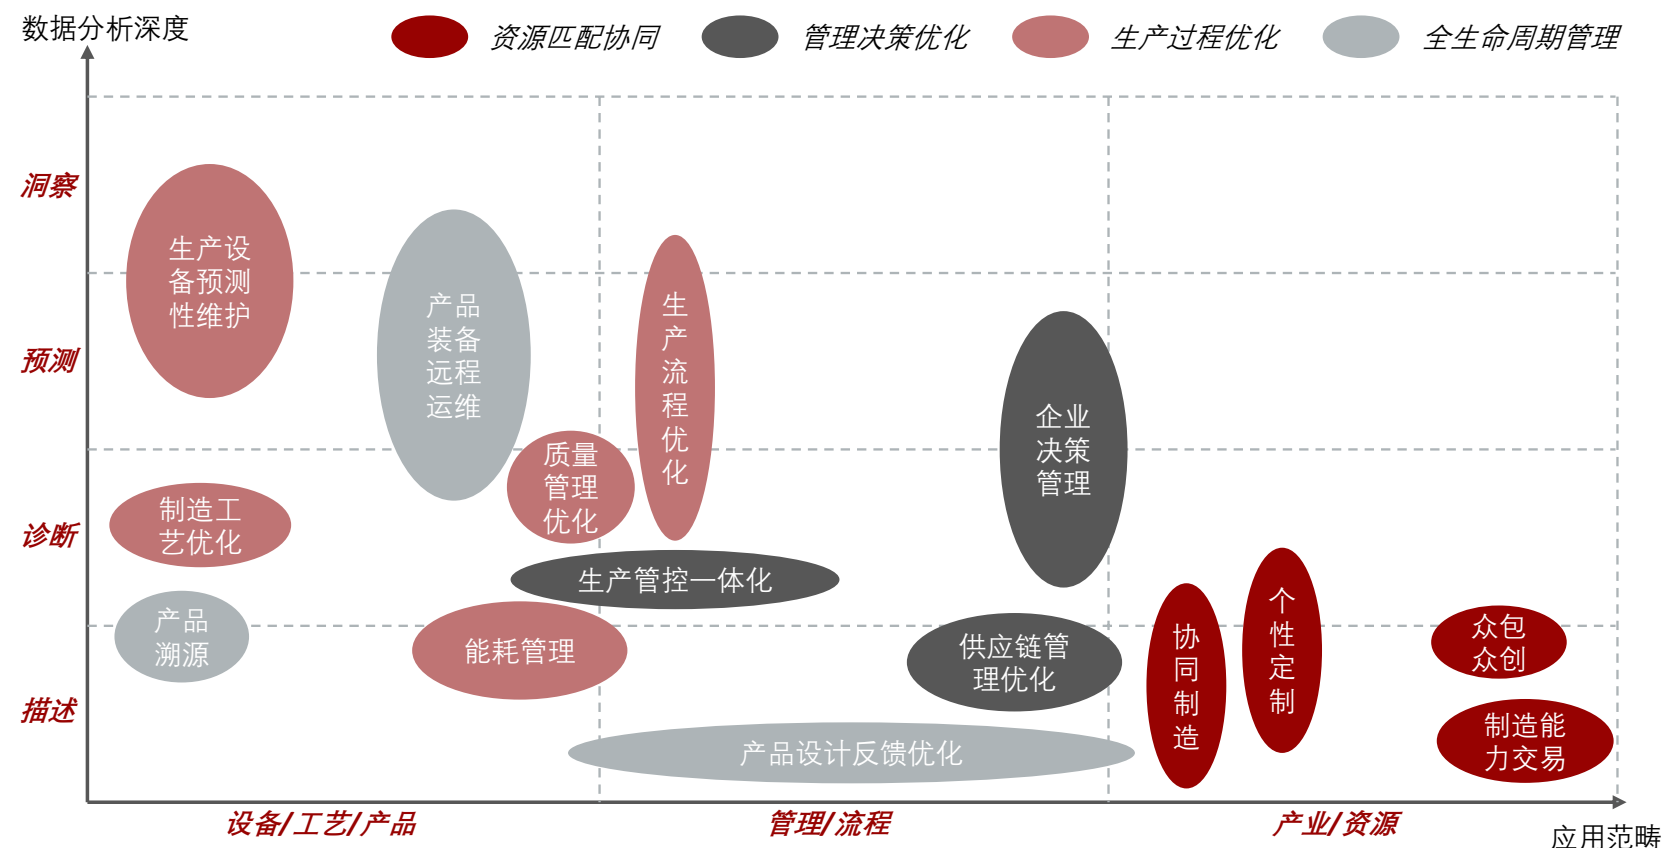 数据分析深度
资源匹配协同
管理决策优化
生产过程优化
全生命周期管理
洞察
预测
诊断
描述
生产设
备预测
性维护
产品
装备
远程
运维
生
产
流
程
优
化
企业
决策
管理
质量
管理
优化
制造工
艺优化
生产管控一体化
产品
溯源
能耗管理
供应链管
理优化
协
同
制
造
个
性
定
制
众包
众创
制造能
力交易
产品设计反馈优化
设备/工艺/产品
管理/流程
产业/资源
应用范畴